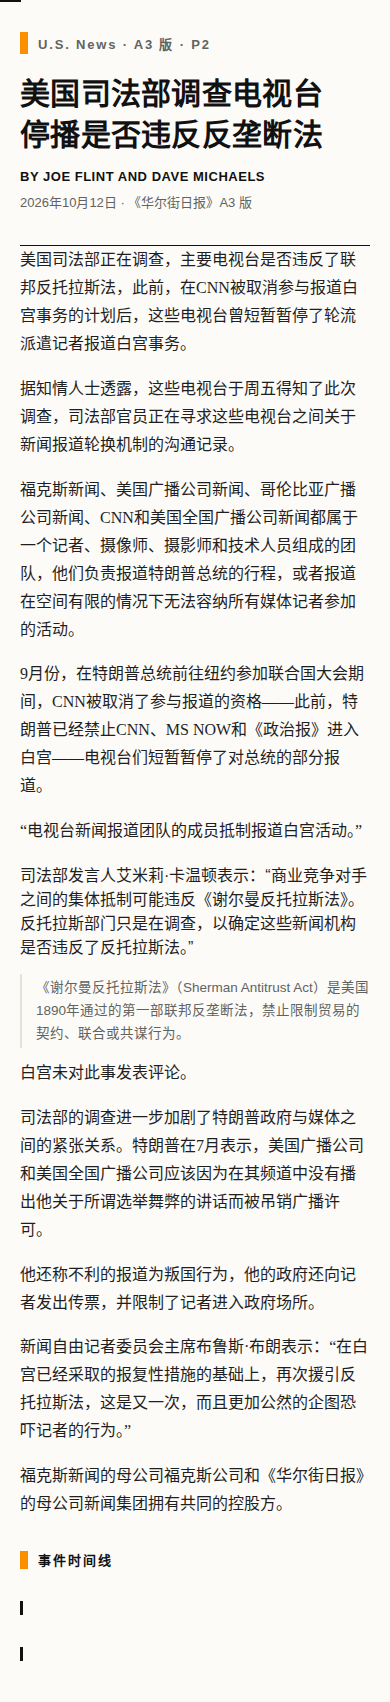 U.S. News · A3 版 · P2
美国司法部调查电视台
停播是否违反反垄断法
BY JOE FLINT AND DAVE MICHAELS
2026年10月12日 · 《华尔街日报》A3 版
美国司法部正在调查，主要电视台是否违反了联
邦反托拉斯法，此前，在CNN被取消参与报道白
宫事务的计划后，这些电视台曾短暂暂停了轮流
派遣记者报道白宫事务。
据知情人士透露，这些电视台于周五得知了此次
调查，司法部官员正在寻求这些电视台之间关于
新闻报道轮换机制的沟通记录。
福克斯新闻、美国广播公司新闻、哥伦比亚广播
公司新闻、CNN和美国全国广播公司新闻都属于
一个记者、摄像师、摄影师和技术人员组成的团
队，他们负责报道特朗普总统的行程，或者报道
在空间有限的情况下无法容纳所有媒体记者参加
的活动。
9月份，在特朗普总统前往纽约参加联合国大会期
间，CNN被取消了参与报道的资格——此前，特
朗普已经禁止CNN、MS NOW和《政治报》进入
白宫——电视台们短暂暂停了对总统的部分报
道。
“电视台新闻报道团队的成员抵制报道白宫活动。”
司法部发言人艾米莉·卡温顿表示：“商业竞争对手
之间的集体抵制可能违反《谢尔曼反托拉斯法》。
反托拉斯部门只是在调查，以确定这些新闻机构
是否违反了反托拉斯法。”
《谢尔曼反托拉斯法》（Sherman Antitrust Act）是美国
1890年通过的第一部联邦反垄断法，禁止限制贸易的
契约、联合或共谋行为。
白宫未对此事发表评论。
司法部的调查进一步加剧了特朗普政府与媒体之
间的紧张关系。特朗普在7月表示，美国广播公司
和美国全国广播公司应该因为在其频道中没有播
出他关于所谓选举舞弊的讲话而被吊销广播许
可。
他还称不利的报道为叛国行为，他的政府还向记
者发出传票，并限制了记者进入政府场所。
新闻自由记者委员会主席布鲁斯·布朗表示：“在白
宫已经采取的报复性措施的基础上，再次援引反
托拉斯法，这是又一次，而且更加公然的企图恐
吓记者的行为。”
福克斯新闻的母公司福克斯公司和《华尔街日报》
的母公司新闻集团拥有共同的控股方。
事件时间线